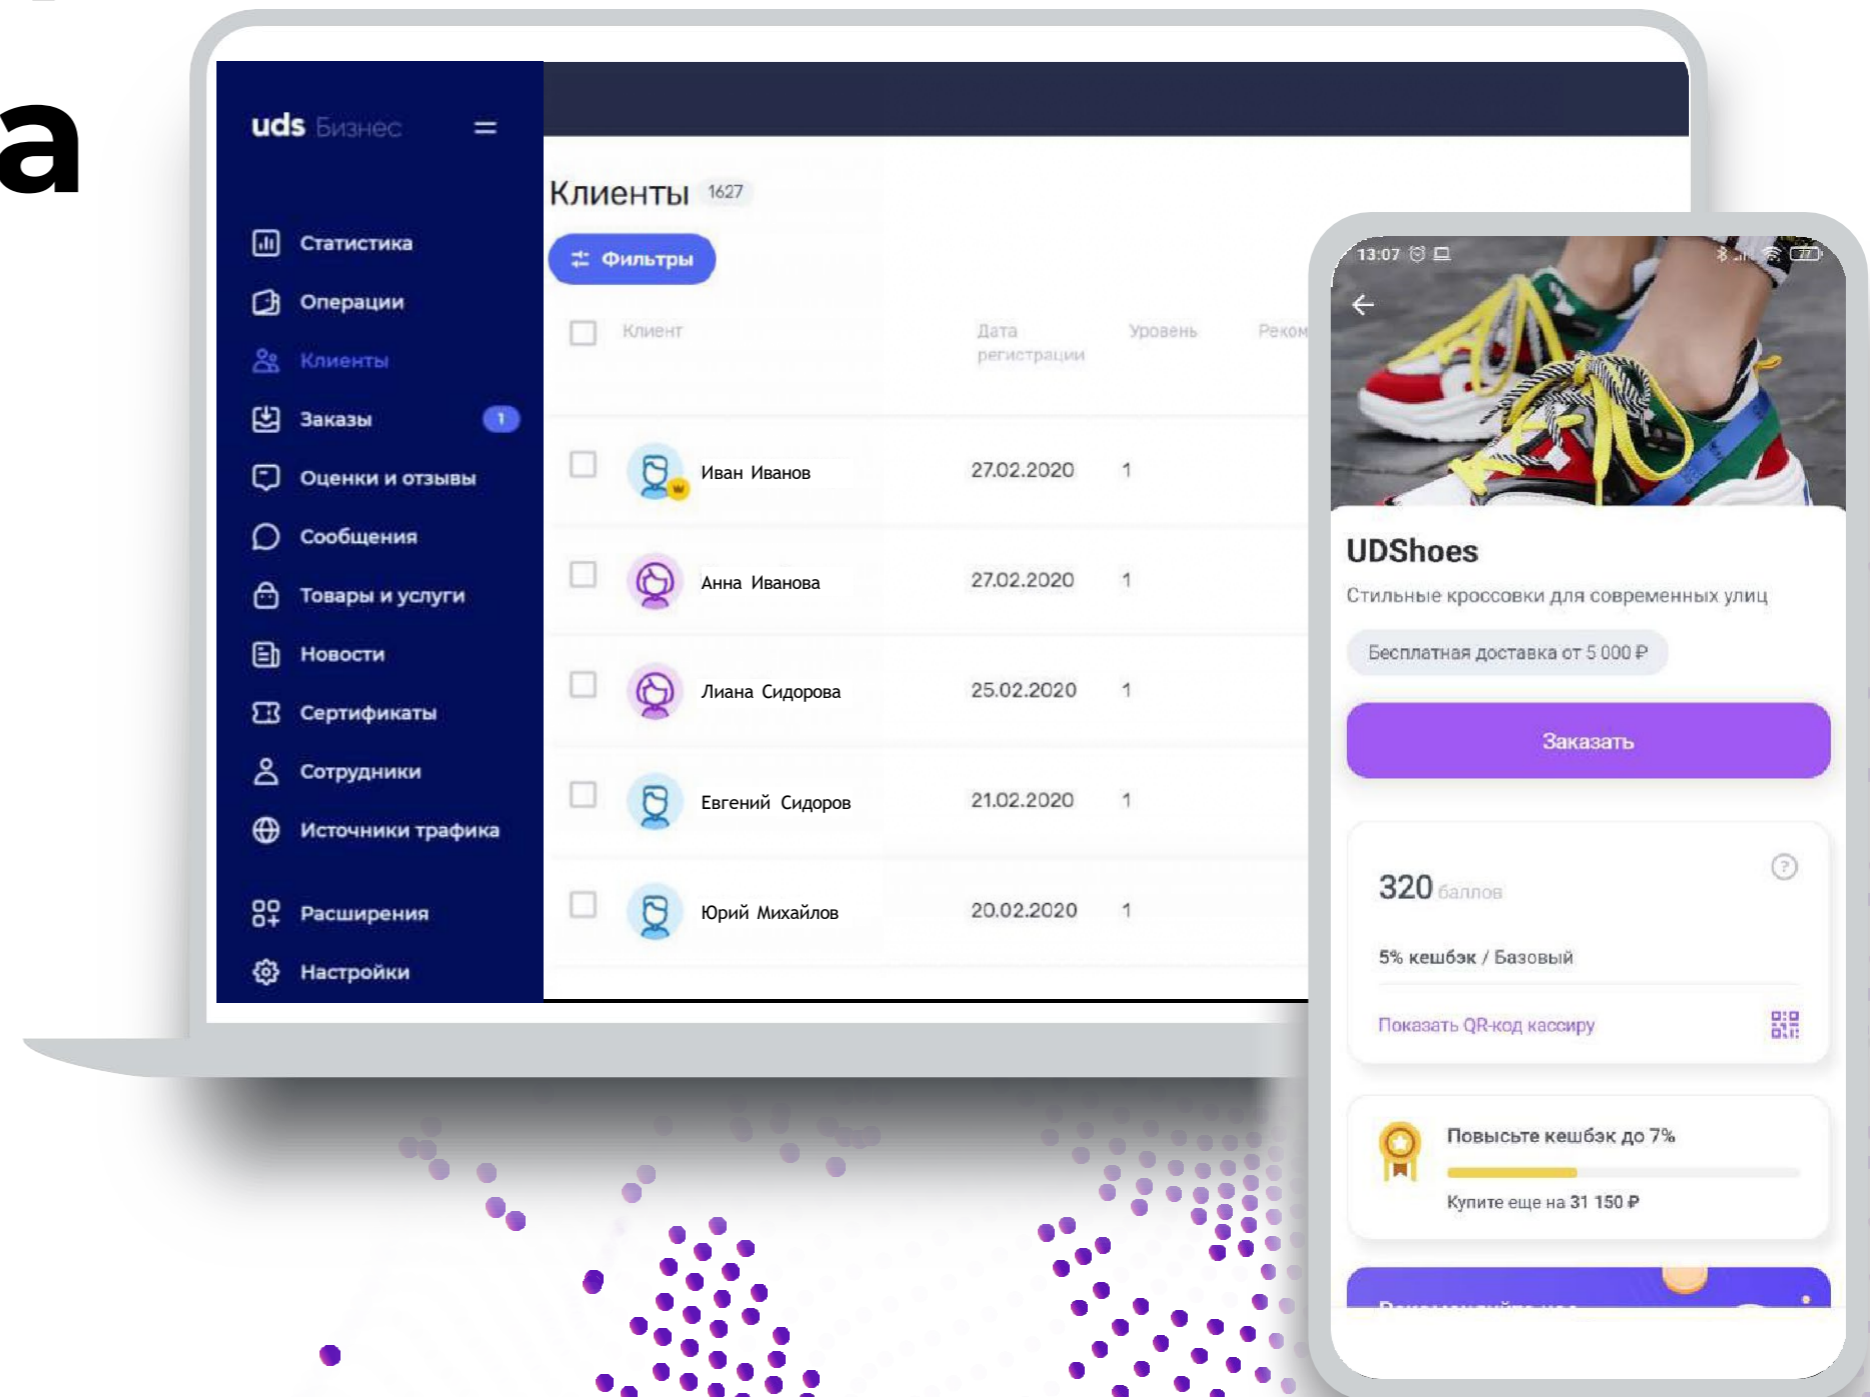 а
uds Бизнес
Статистика
Операции
Клиенты
Заказы 1
Оценки и отзывы
Сообщения
Товары и услуги
Новости
Сертификаты
Сотрудники
Источники трафика
Расширения
Настройки
Клиенты 1627
Фильтры
Клиент Дата регистрации Уровень Реком
Иван Иванов 27.02.2020 1
Анна Иванова 27.02.2020 1
Лиана Сидорова 25.02.2020 1
Евгений Сидоров 21.02.2020 1
Юрий Михайлов 20.02.2020 1
13:07 77
UDShoes
Стильные кроссовки для современных улиц
Бесплатная доставка от 5 000 ₽
Заказать
320 баллов
?
5% кешбэк / Базовый
Показать QR-код кассиру
Повысьте кешбэк до 7%
Купите еще на 31 150 ₽